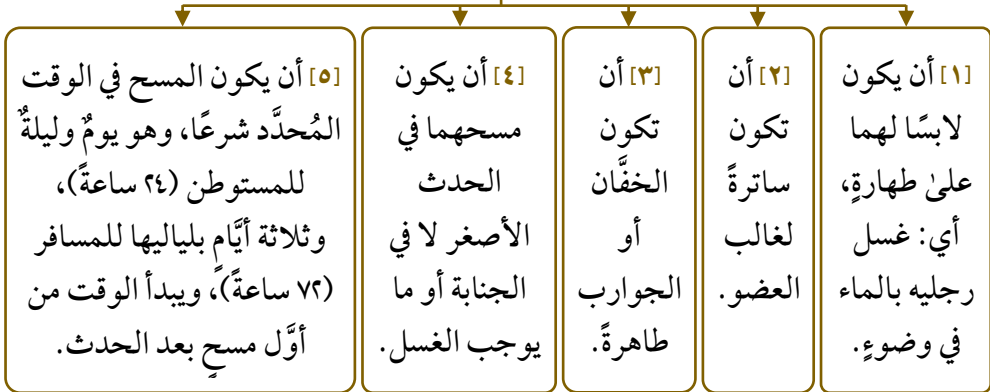 [١] أن يكون
لابسًا لهما
علىٰ طهارةٍ،
أي: غسل
رجليه بالماء
في وضوءٍ.
[٢] أن
تكون
ساترةً
لغالب
العضو.
[٣] أن
تكون
الخفَّان
أو
الجوارب
طاهرةً.
[٤] أن يكون
مسحهما في
الحدث
الأصغر لا في
الجنابة أو ما
يوجب الغسل.
[٥] أن يكون المسح في الوقت
المُحدَّد شرعًا، وهو يومٌ وليلةٌ
للمستوطن (٢٤ ساعةً)،
وثلاثة أيَّامٍ بلياليها للمسافر
(٧٢ ساعةً)، ويبدأ الوقت من
أوَّل مسحٍ بعد الحدث.